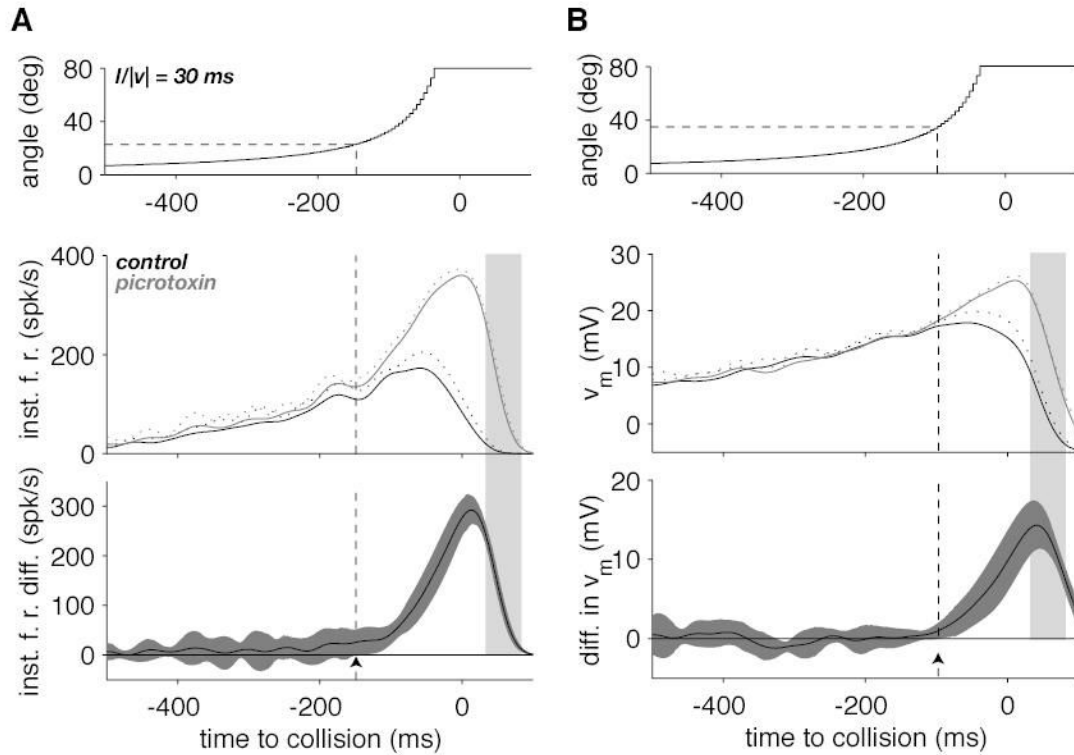 A
B
80
40
0
angle (deg)
l/|v| = 30 ms
-400
-200
0
80
40
0
angle (deg)
-400
-200
0
400
200
0
inst. f. r. (spk/s)
control
picrotoxin
30
20
10
0
v_m (mV)
300
200
100
0
inst. f. r. diff. (spk/s)
-400
-200
0
time to collision (ms)
20
10
0
diff. in v_m (mV)
-400
-200
0
time to collision (ms)